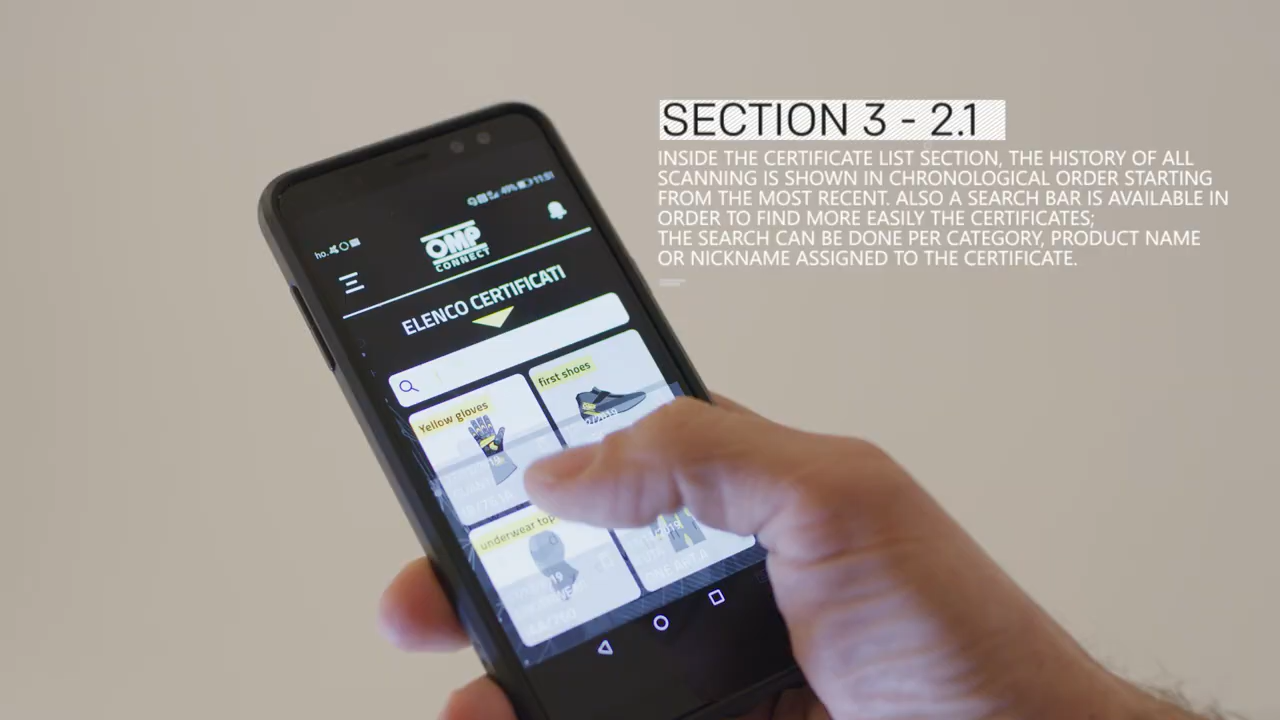 SECTION 3 - 2.1
INSIDE THE CERTIFICATE LIST SECTION, THE HISTORY OF ALL
SCANNING IS SHOWN IN CHRONOLOGICAL ORDER STARTING
FROM THE MOST RECENT. ALSO A SEARCH BAR IS AVAILABLE IN
ORDER TO FIND MORE EASILY THE CERTIFICATES;
THE SEARCH CAN BE DONE PER CATEGORY, PRODUCT NAME
OR NICKNAME ASSIGNED TO THE CERTIFICATE.
ho.
11:51
OMP
CONNECT
ELENCO CERTIFICATI
first shoes
Yellow gloves
underwear top